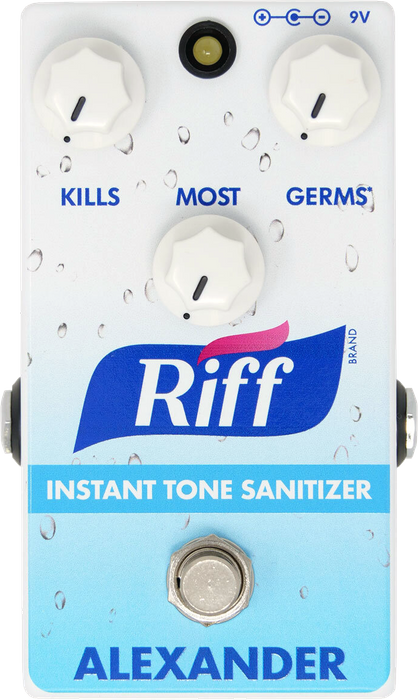 9V
KILLS MOST GERMS*
Riff
BRAND
INSTANT TONE SANITIZER
ALEXANDER